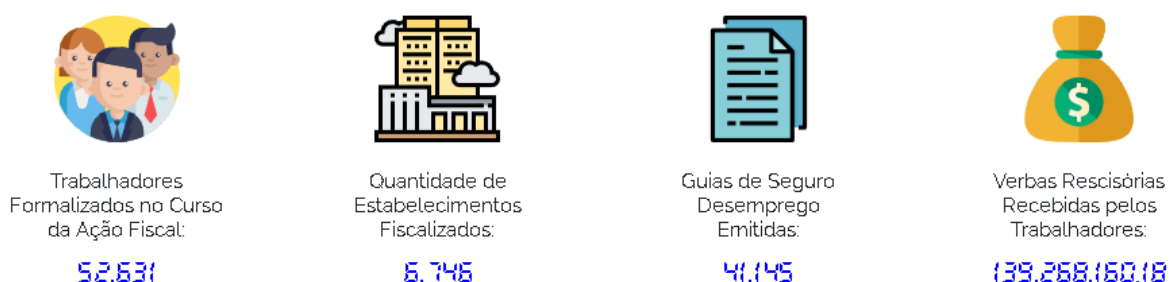 Trabalhadores
Formalizados no Curso
da Ação Fiscal:
52.631
Quantidade de
Estabelecimentos
Fiscalizados:
6.746
Guias de Seguro
Desemprego
Emitidas:
41.145
Verbas Rescisórias
Recebidas pelos
Trabalhadores:
139.268.160,18
$